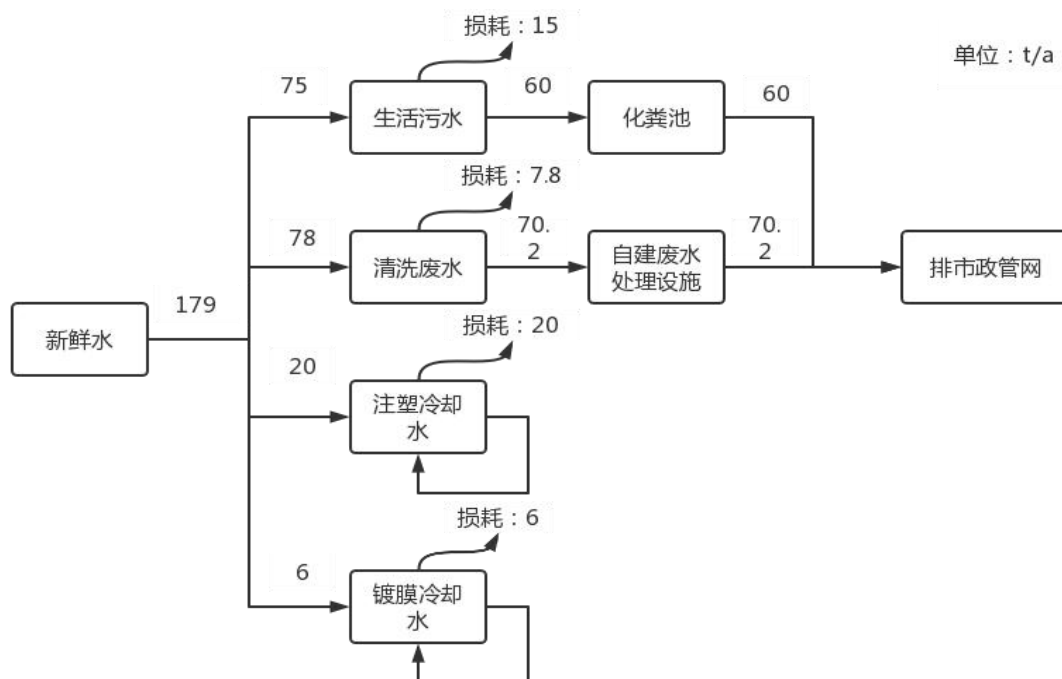 损耗：15
单位：t/a
75
生活污水
60
化粪池
60
损耗：7.8
78
清洗废水
70.
2
自建废水
处理设施
70.
2
排市政管网
新鲜水
179
损耗：20
20
注塑冷却
水
损耗：6
6
镀膜冷却
水